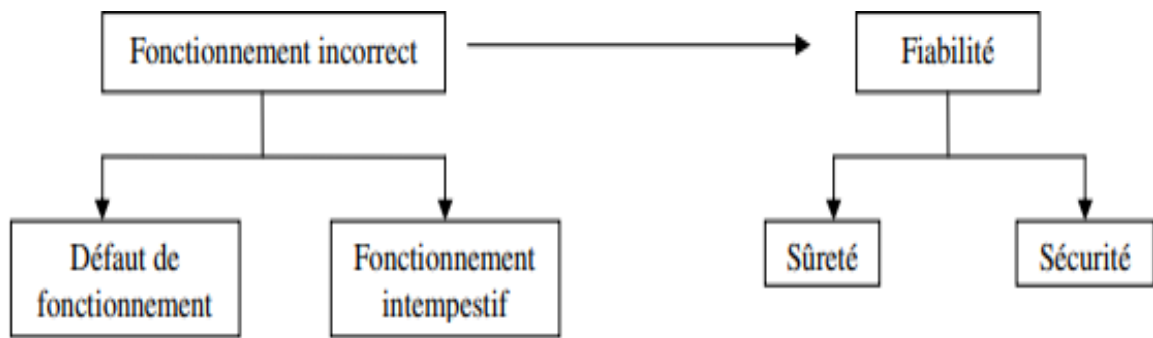 Fonctionnement incorrect
Fiabilité
Défaut de
fonctionnement
Fonctionnement
intempestif
Sûreté
Sécurité